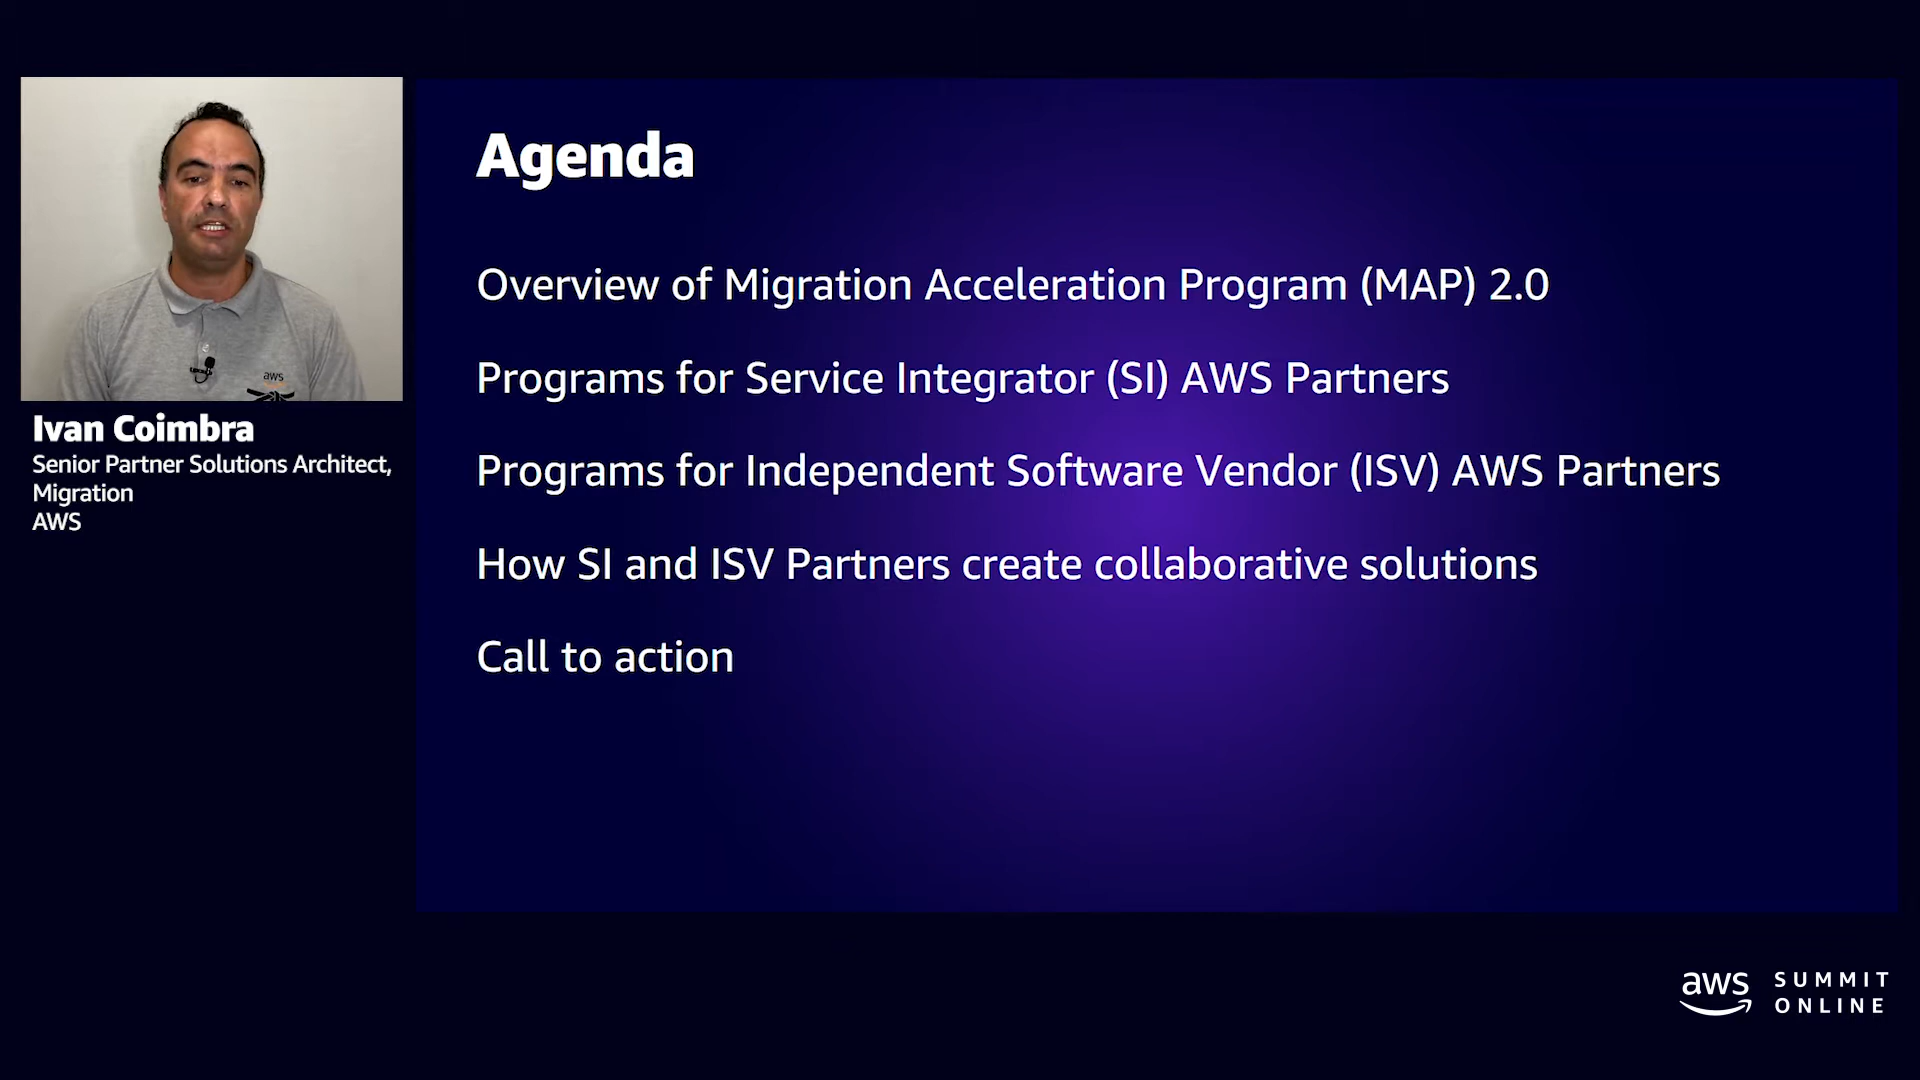 Agenda
Overview of Migration Acceleration Program (MAP) 2.0
Programs for Service Integrator (SI) AWS Partners
Programs for Independent Software Vendor (ISV) AWS Partners
How SI and ISV Partners create collaborative solutions
Call to action
aws
Ivan Coimbra
Senior Partner Solutions Architect,
Migration
AWS
aws
SUMMIT
ONLINE